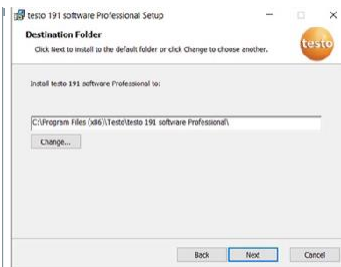 testo 191 software Professional Setup
Destination Folder
Click Next to install to the default folder or click Change to choose another.
testo
Install testo 191 software Professional to:
C:\Program Files (x86)\Testo\testo 191 software Professional\
Change...
Back
Next
Cancel